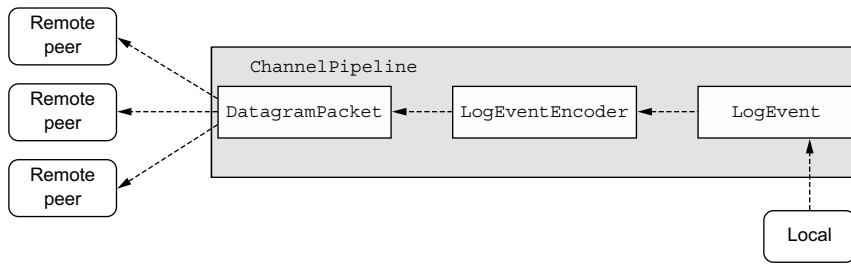 Remote
peer
ChannelPipeline
Remote
peer
DatagramPacket
LogEventEncoder
LogEvent
Remote
peer
Local